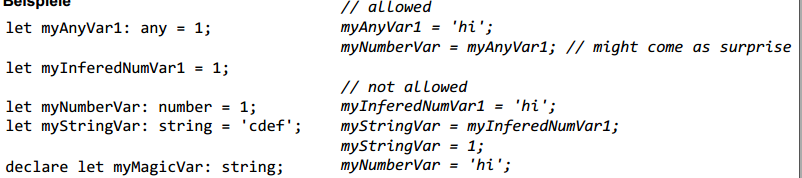 Beispiele
let myAnyVar1: any = 1;
let myInferedNumVar1 = 1;
let myNumberVar: number = 1;
let myStringVar: string = 'cdef';
declare let myMagicVar: string;
// allowed
myAnyVar1 = 'hi';
myNumberVar = myAnyVar1; // might come as surprise
// not allowed
myInferedNumVar1 = 'hi';
myStringVar = myInferedNumVar1;
myStringVar = 1;
myNumberVar = 'hi';